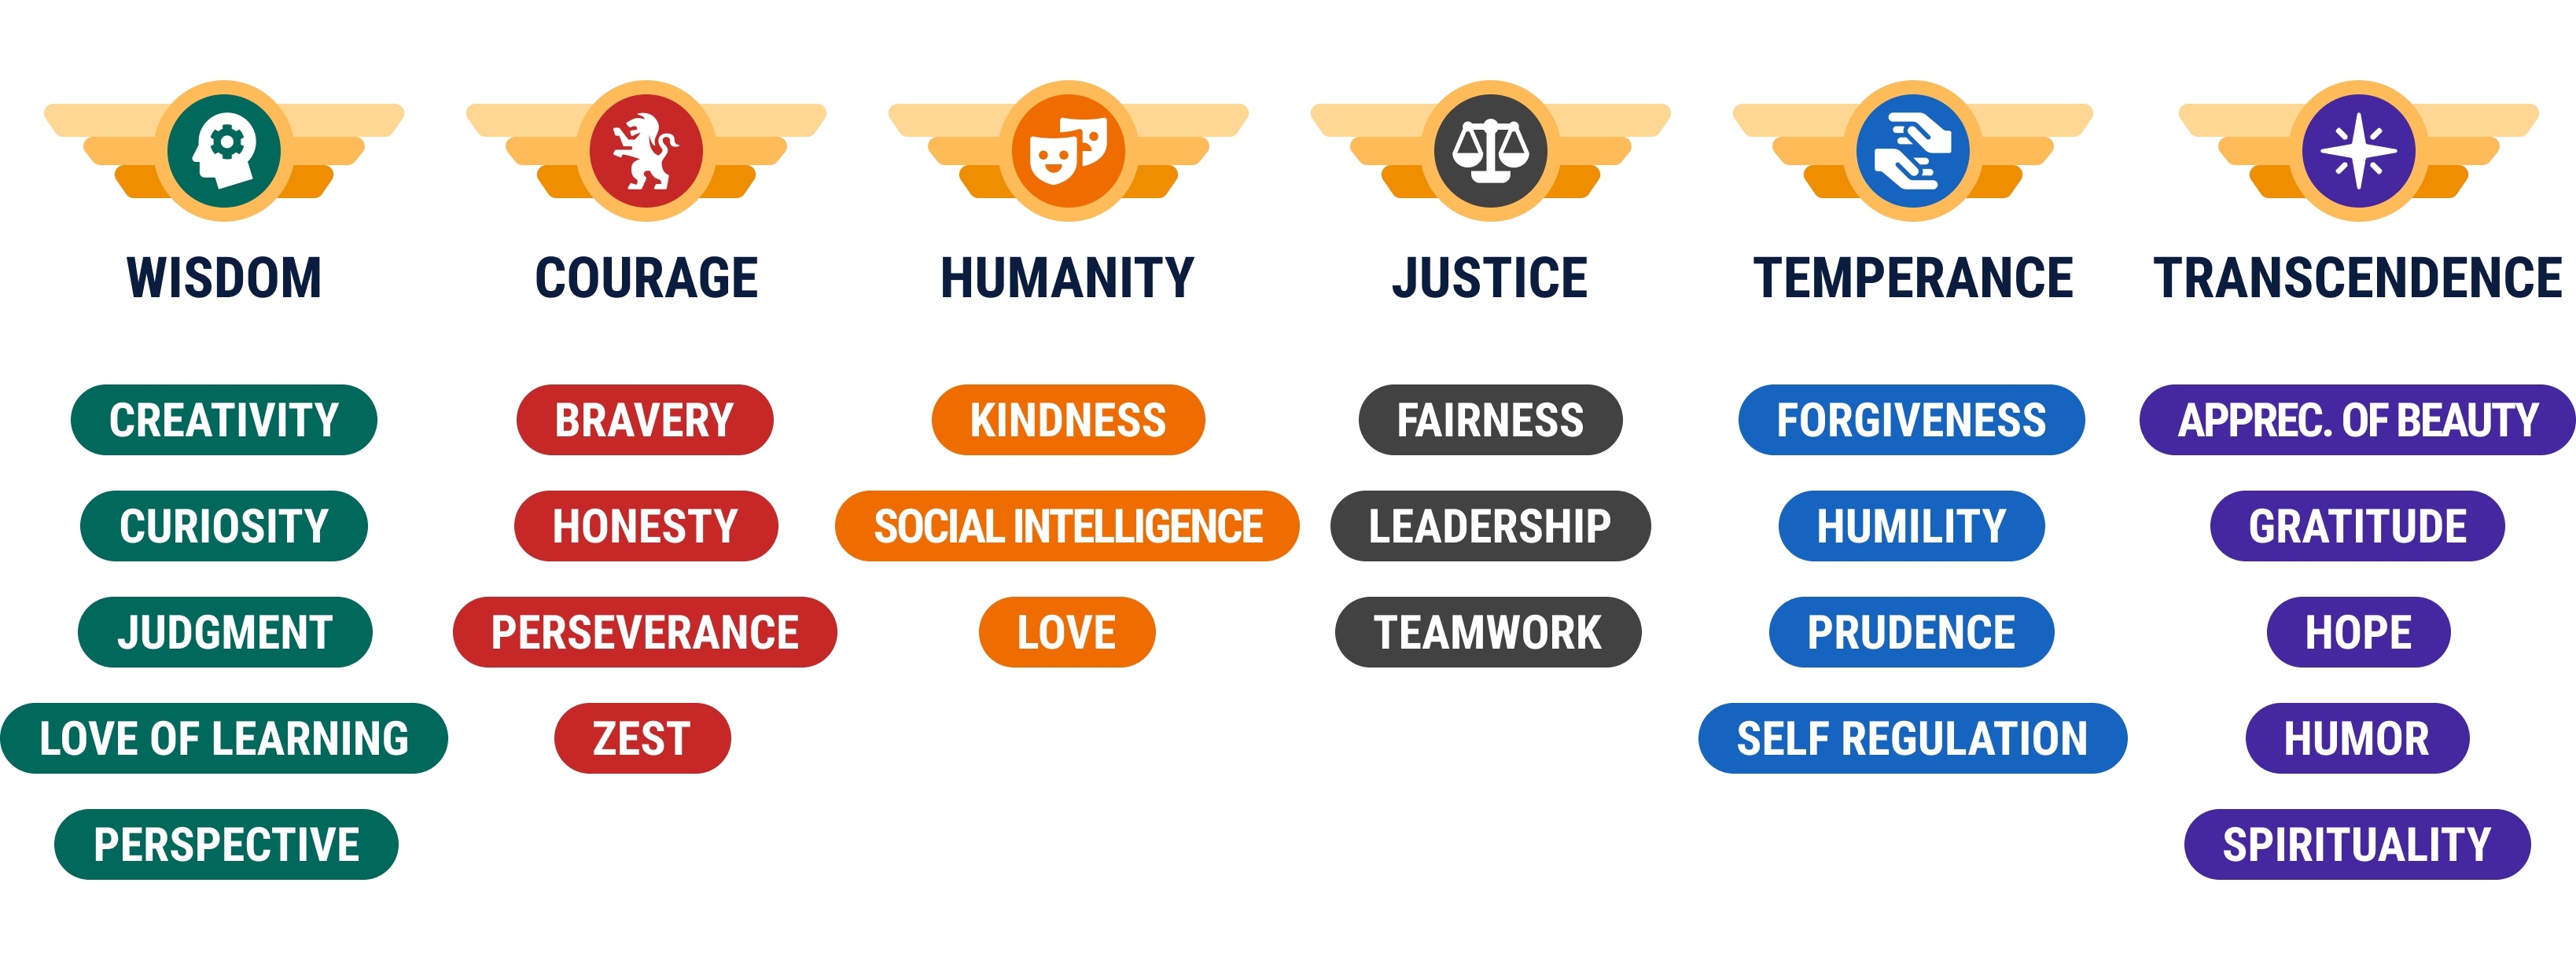 WISDOM
CREATIVITY
CURIOSITY
JUDGMENT
LOVE OF LEARNING
PERSPECTIVE
COURAGE
BRAVERY
HONESTY
PERSEVERANCE
ZEST
HUMANITY
KINDNESS
SOCIAL INTELLIGENCE
LOVE
JUSTICE
FAIRNESS
LEADERSHIP
TEAMWORK
TEMPERANCE
FORGIVENESS
HUMILITY
PRUDENCE
SELF REGULATION
TRANSCENDENCE
APPREC. OF BEAUTY
GRATITUDE
HOPE
HUMOR
SPIRITUALITY